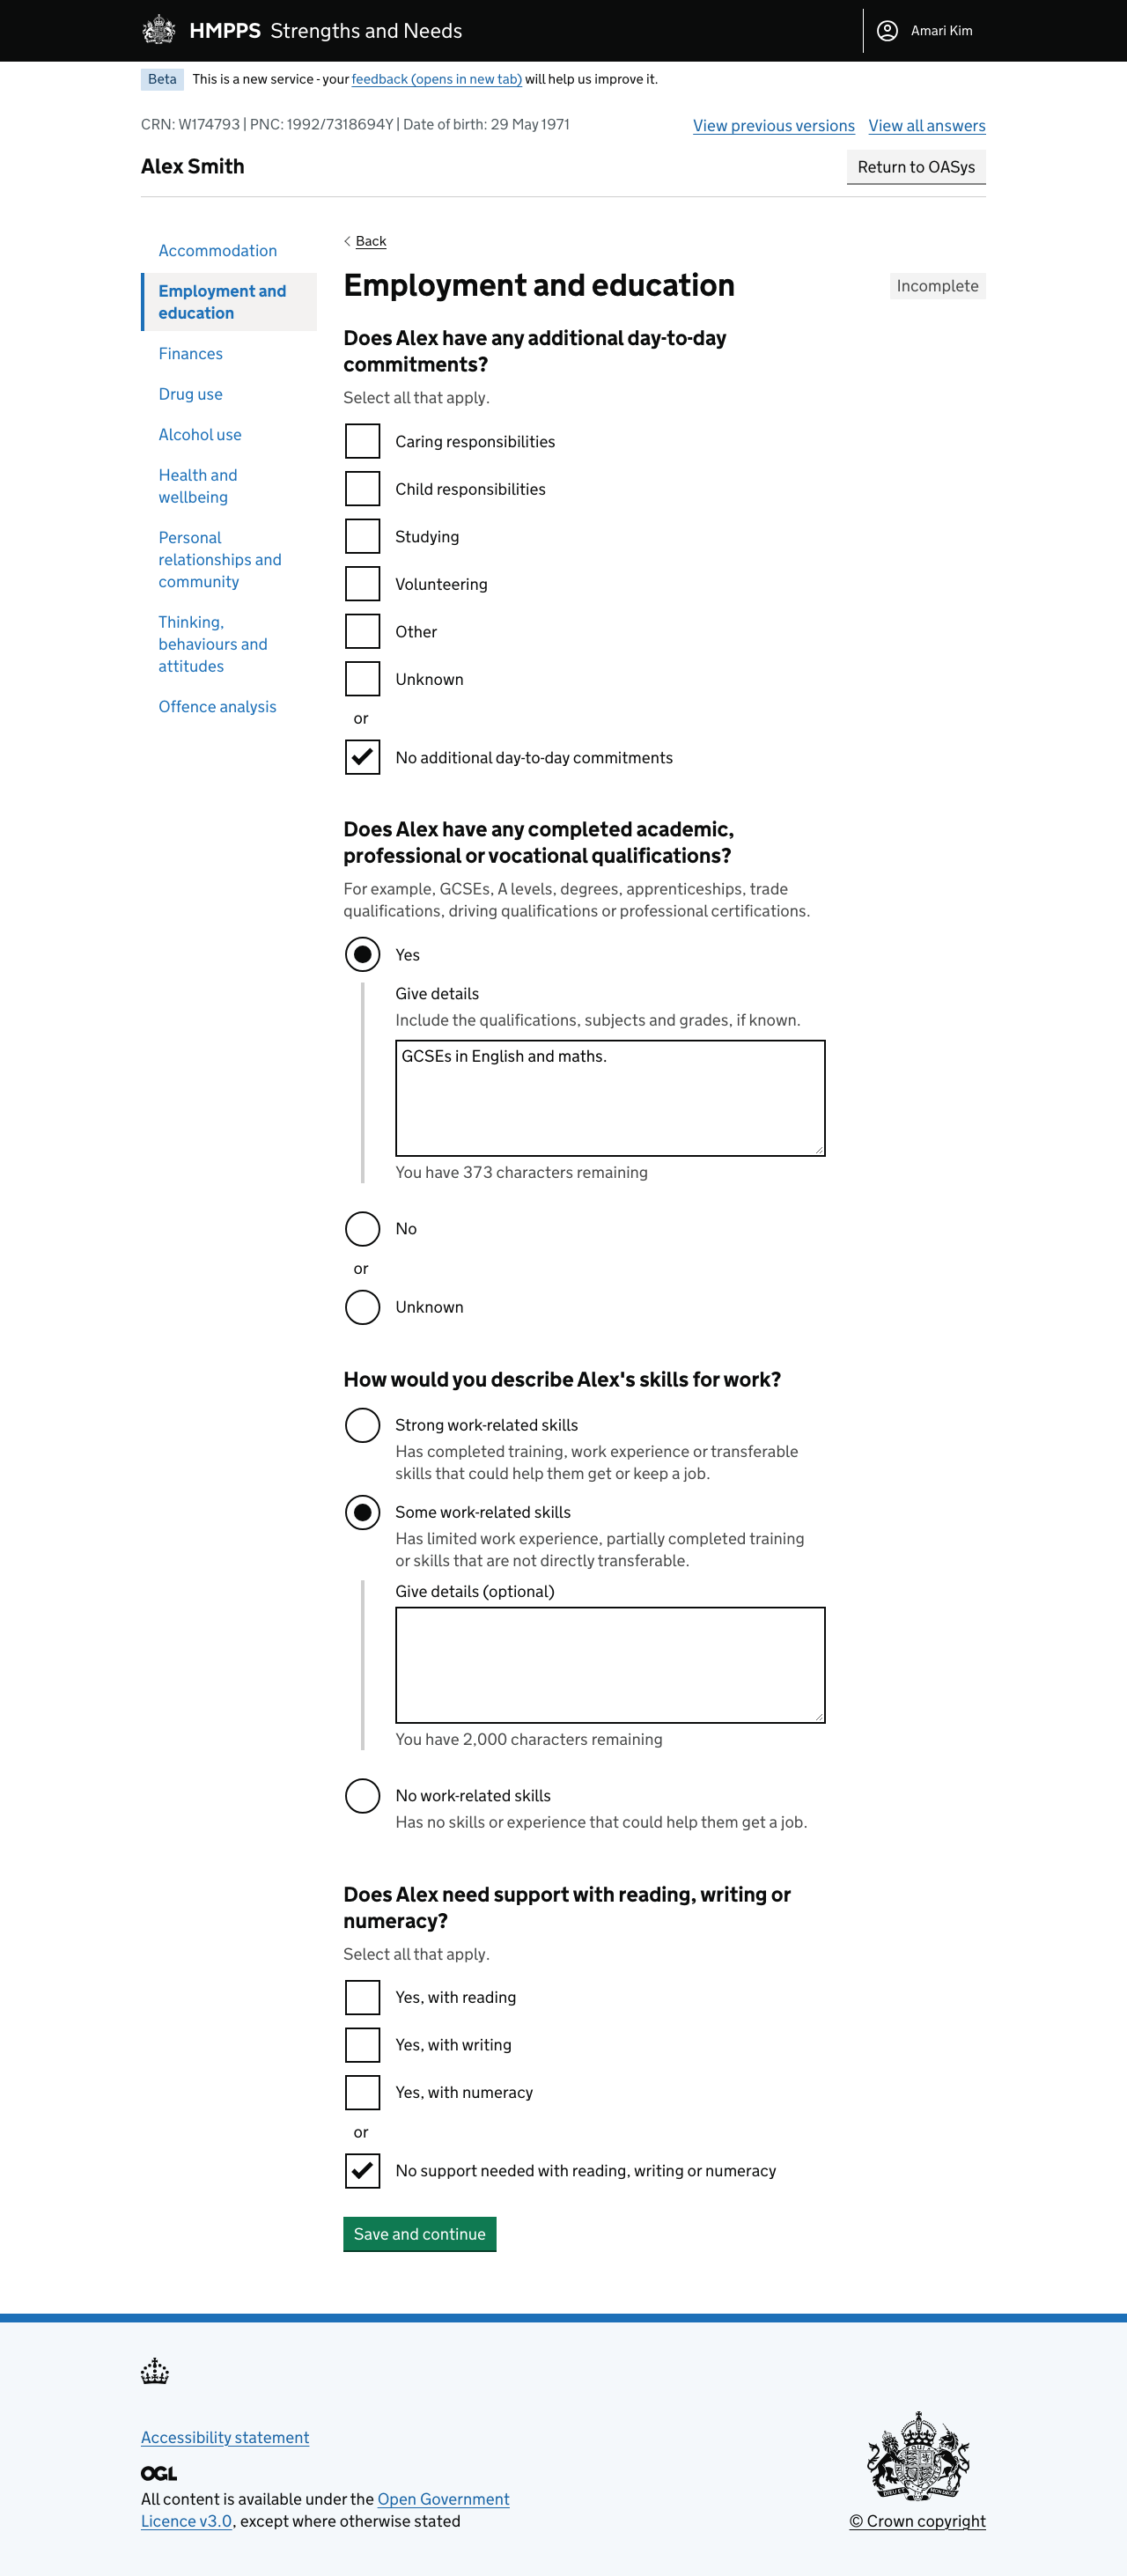 HMPPS Strengths and Needs
Amari Kim
Beta This is a new service - your feedback (opens in new tab) will help us improve it.
CRN: W174793 | PNC: 1992/7318694Y | Date of birth: 29 May 1971
View previous versions View all answers
Alex Smith
Return to OASys
Accommodation
Employment and
education
Finances
Drug use
Alcohol use
Health and
wellbeing
Personal
relationships and
community
Thinking,
behaviours and
attitudes
Offence analysis
Back
Employment and education
Incomplete
Does Alex have any additional day-to-day
commitments?
Select all that apply.
Caring responsibilities
Child responsibilities
Studying
Volunteering
Other
Unknown
or
No additional day-to-day commitments
Does Alex have any completed academic,
professional or vocational qualifications?
For example, GCSEs, A levels, degrees, apprenticeships, trade
qualifications, driving qualifications or professional certifications.
Yes
Give details
Include the qualifications, subjects and grades, if known.
GCSEs in English and maths.
You have 373 characters remaining
No
or
Unknown
How would you describe Alex's skills for work?
Strong work-related skills
Has completed training, work experience or transferable
skills that could help them get or keep a job.
Some work-related skills
Has limited work experience, partially completed training
or skills that are not directly transferable.
Give details (optional)
You have 2,000 characters remaining
No work-related skills
Has no skills or experience that could help them get a job.
Does Alex need support with reading, writing or
numeracy?
Select all that apply.
Yes, with reading
Yes, with writing
Yes, with numeracy
or
No support needed with reading, writing or numeracy
Save and continue
Accessibility statement
OGL
All content is available under the Open Government
Licence v3.0, except where otherwise stated
© Crown copyright